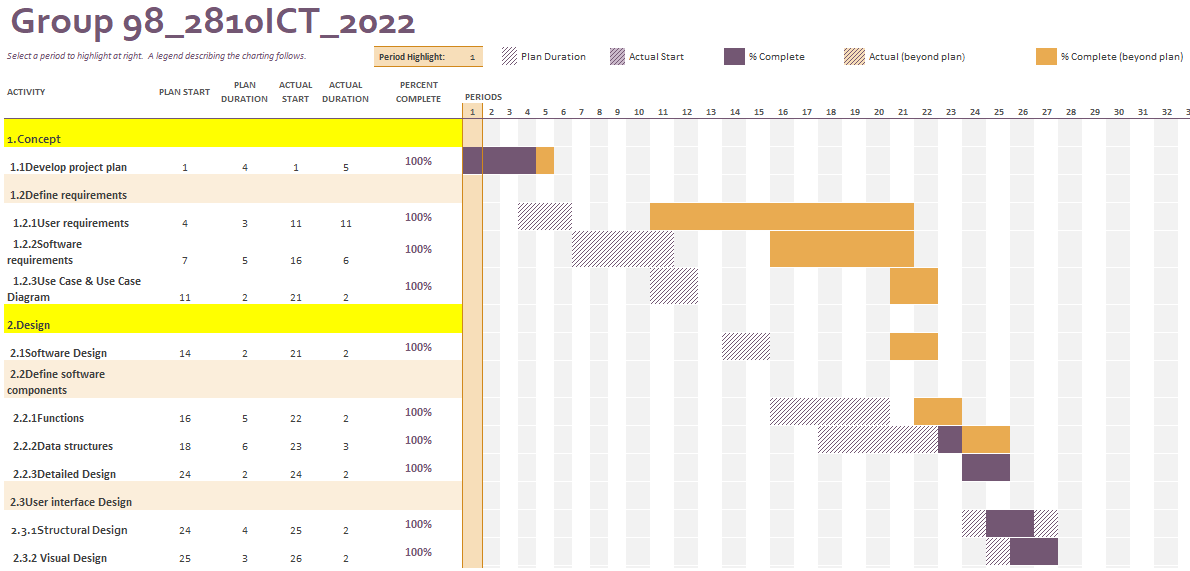 Group 98_2810ICT_2022
Select a period to highlight at right. A legend describing the charting follows.
Period Highlight: 1
Plan Duration
Actual Start
% Complete
Actual (beyond plan)
% Complete (beyond plan)
ACTIVITY PLAN START PLAN DURATION ACTUAL START ACTUAL DURATION PERCENT COMPLETE PERIODS
1 2 3 4 5 6 7 8 9 10 11 12 13 14 15 16 17 18 19 20 21 22 23 24 25 26 27 28 29 30 31 32
1.Concept
1.1Develop project plan 1 4 1 5 100%
1.2Define requirements
1.2.1User requirements 4 3 11 11 100%
1.2.2Software
requirements 7 5 16 6 100%
1.2.3Use Case & Use Case
Diagram 11 2 21 2 100%
2.Design
2.1Software Design 14 2 21 2 100%
2.2Define software
components
2.2.1Functions 16 5 22 2 100%
2.2.2Data structures 18 6 23 3 100%
2.2.3Detailed Design 24 2 24 2 100%
2.3User interface Design
2.3.1Structural Design 24 4 25 2 100%
2.3.2 Visual Design 25 3 26 2 100%